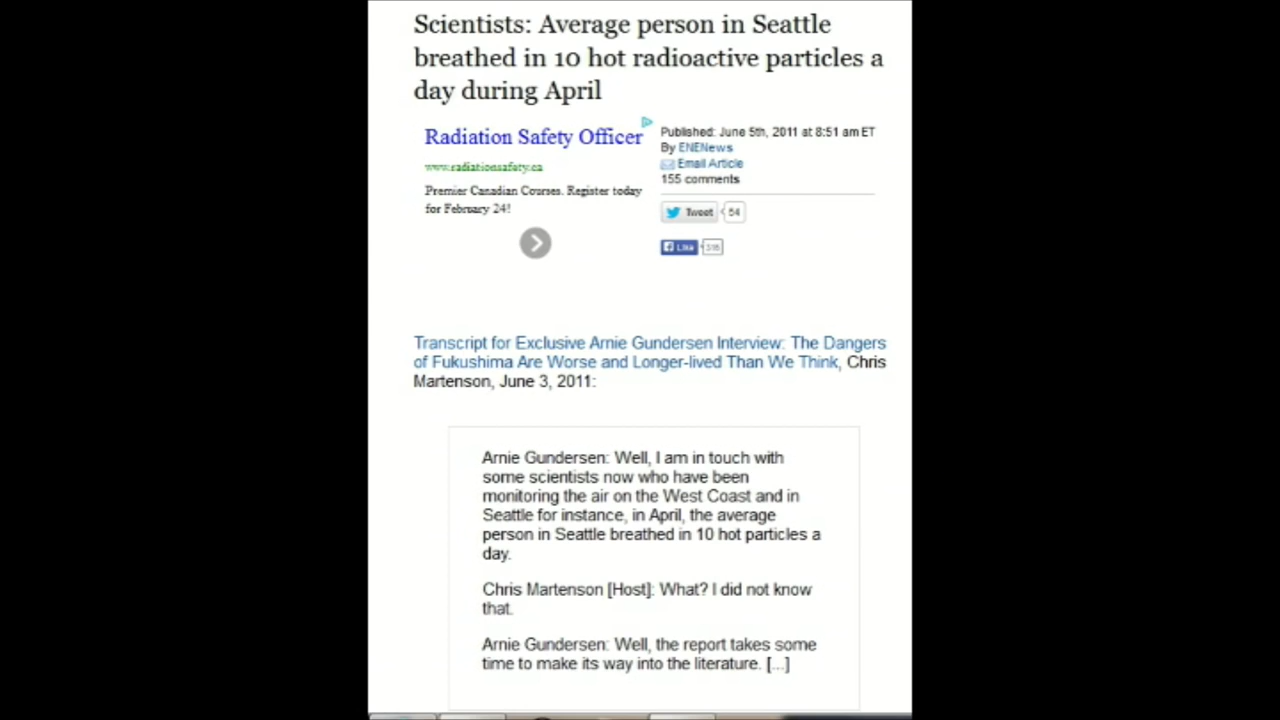 Scientists: Average person in Seattle
breathed in 10 hot radioactive particles a
day during April
Radiation Safety Officer
www.radiationsafety.ca
Premier Canadian Courses. Register today
for February 24!
Published: June 5th, 2011 at 8:51 am ET
By ENENews
Email Article
155 comments
Tweet 54
Like
Transcript for Exclusive Arnie Gundersen Interview: The Dangers
of Fukushima Are Worse and Longer-lived Than We Think, Chris
Martenson, June 3, 2011:
Arnie Gundersen: Well, I am in touch with
some scientists now who have been
monitoring the air on the West Coast and in
Seattle for instance, in April, the average
person in Seattle breathed in 10 hot particles a
day.
Chris Martenson [Host]: What? I did not know
that.
Arnie Gundersen: Well, the report takes some
time to make its way into the literature. [...]